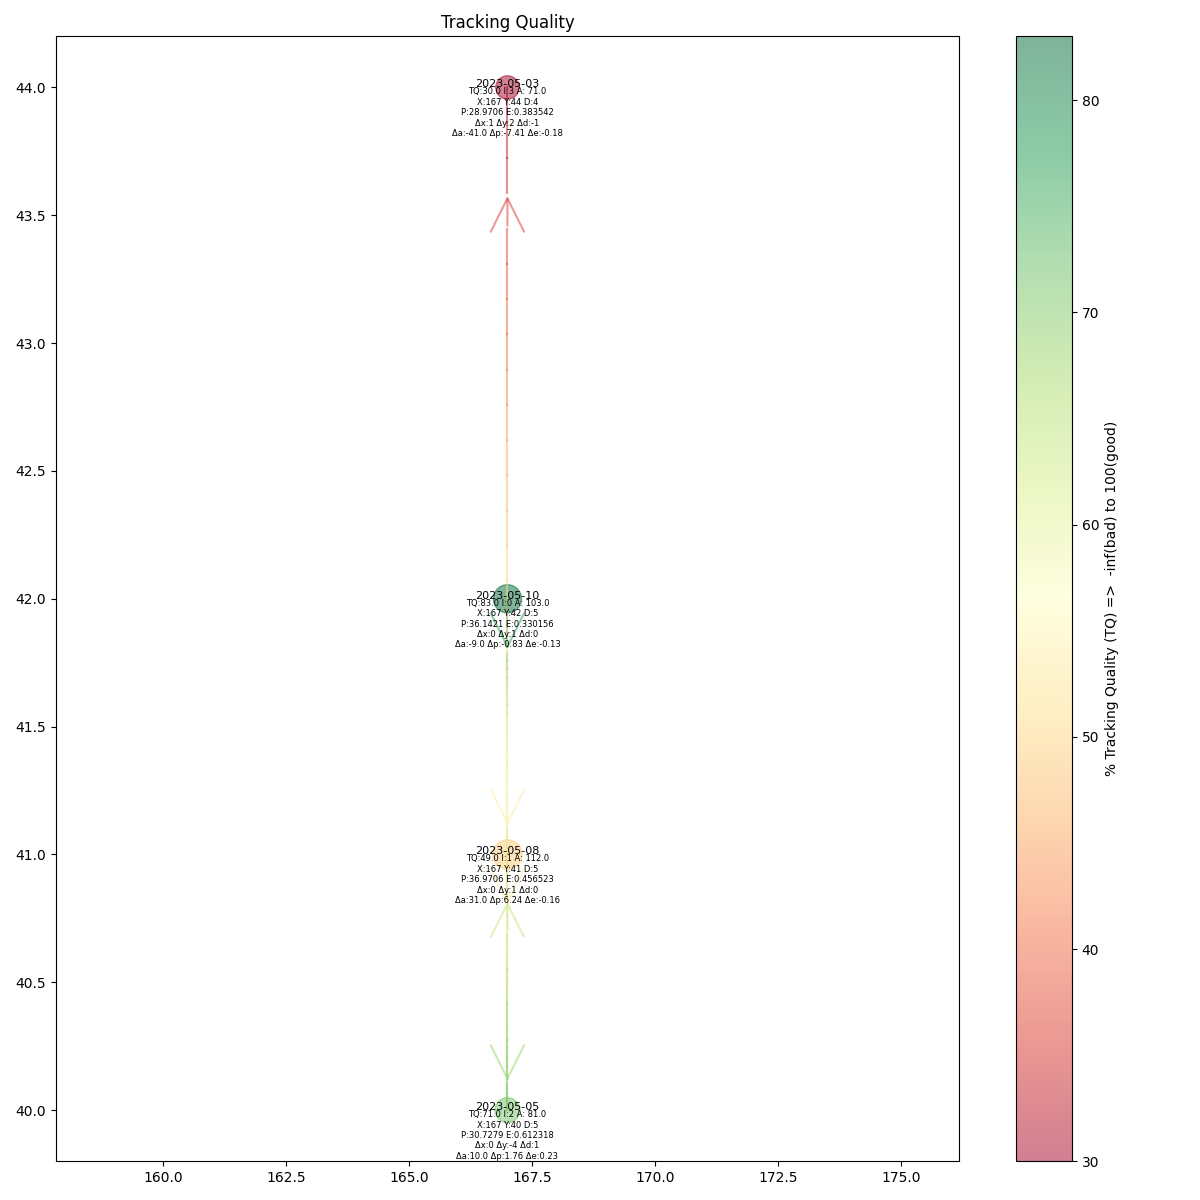 Tracking Quality
44.0
43.5
43.0
42.5
42.0
41.5
41.0
40.5
40.0
2023-05-03
TQ:30.0 I:3 A: 71.0
X:167 Y:44 D:4
P:28.9706 E:0.383542
Δx:1 Δy:2 Δd:-1
Δa:-41.0 Δp:-7.41 Δe:-0.18
2023-05-10
TQ:83.0 I:0 A: 103.0
X:167 Y:42 D:5
P:36.1421 E:0.330156
Δx:0 Δy:1 Δd:0
Δa:-9.0 Δp:-0.83 Δe:-0.13
2023-05-08
TQ:49.0 I:1 A: 112.0
X:167 Y:41 D:5
P:36.9706 E:0.456523
Δx:0 Δy:1 Δd:0
Δa:31.0 Δp:6.24 Δe:-0.16
2023-05-05
TQ:71.0 I:2 A: 81.0
X:167 Y:40 D:5
P:30.7279 E:0.612318
Δx:0 Δy:-4 Δd:1
Δa:10.0 Δp:1.76 Δe:0.23
160.0
162.5
165.0
167.5
170.0
172.5
175.0
80
70
60
50
40
30
% Tracking Quality (TQ) => -inf(bad) to 100(good)